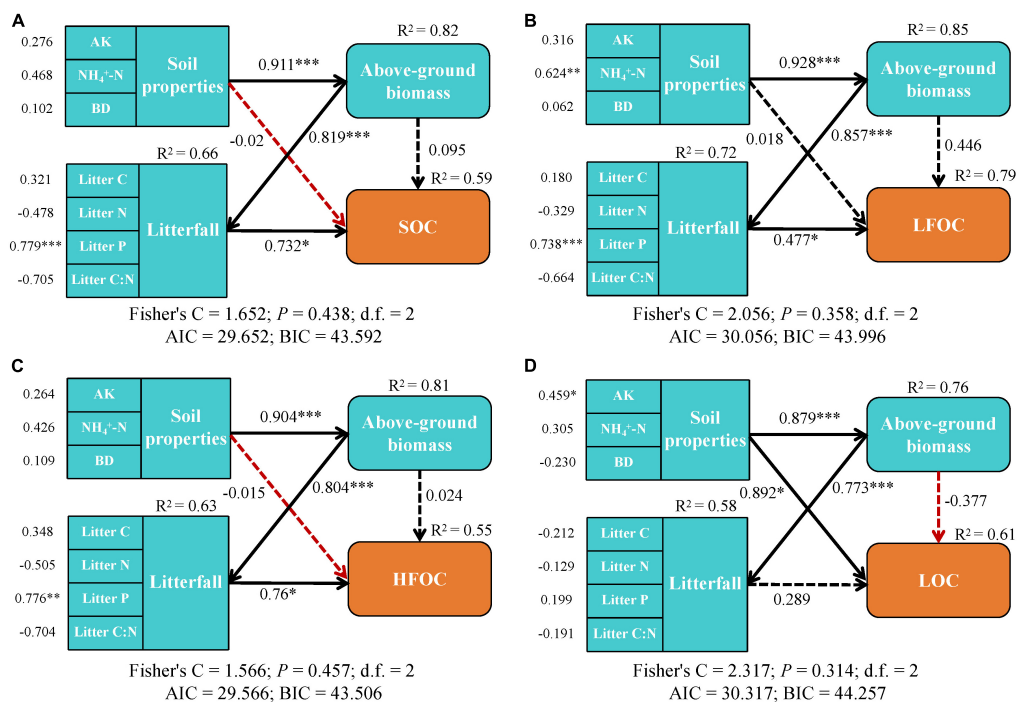 A
0.276
0.468
0.102
AK
NH₄⁺-N
BD
Soil
properties
0.911***
R² = 0.82
Above-ground
biomass
-0.02
0.819***
0.095
R² = 0.66
R² = 0.59
0.321
-0.478
0.779***
-0.705
Litter C
Litter N
Litter P
Litter C:N
Litterfall
0.732*
SOC
Fisher's C = 1.652; P = 0.438; d.f. = 2
AIC = 29.652; BIC = 43.592
B
0.316
0.624**
0.062
AK
NH₄⁺-N
BD
Soil
properties
0.928***
R² = 0.85
Above-ground
biomass
0.018
0.857***
0.446
R² = 0.72
R² = 0.79
0.180
-0.329
0.738***
-0.664
Litter C
Litter N
Litter P
Litter C:N
Litterfall
0.477*
LFOC
Fisher's C = 2.056; P = 0.358; d.f. = 2
AIC = 30.056; BIC = 43.996
C
0.264
0.426
0.109
AK
NH₄⁺-N
BD
Soil
properties
0.904***
R² = 0.81
Above-ground
biomass
-0.015
0.804***
0.024
R² = 0.63
R² = 0.55
0.348
-0.505
0.776**
-0.704
Litter C
Litter N
Litter P
Litter C:N
Litterfall
0.76*
HFOC
Fisher's C = 1.566; P = 0.457; d.f. = 2
AIC = 29.566; BIC = 43.506
D
0.459*
0.305
-0.230
AK
NH₄⁺-N
BD
Soil
properties
0.879***
R² = 0.76
Above-ground
biomass
0.892*
0.773***
-0.377
R² = 0.58
R² = 0.61
-0.212
-0.129
0.199
-0.191
Litter C
Litter N
Litter P
Litter C:N
Litterfall
0.289
LOC
Fisher's C = 2.317; P = 0.314; d.f. = 2
AIC = 30.317; BIC = 44.257